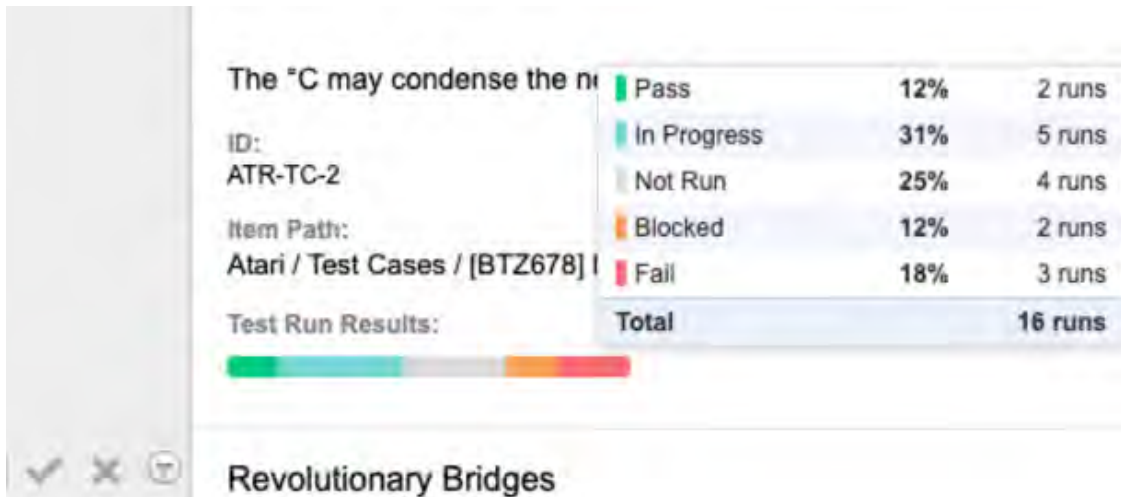 The °C may condense the
Pass 12% 2 runs
In Progress 31% 5 runs
ID:
ATR-TC-2
Not Run 25% 4 runs
Item Path:
Blocked 12% 2 runs
Atari / Test Cases / [BTZ678]
Fail 18% 3 runs
Test Run Results:
Total 16 runs
Revolutionary Bridges